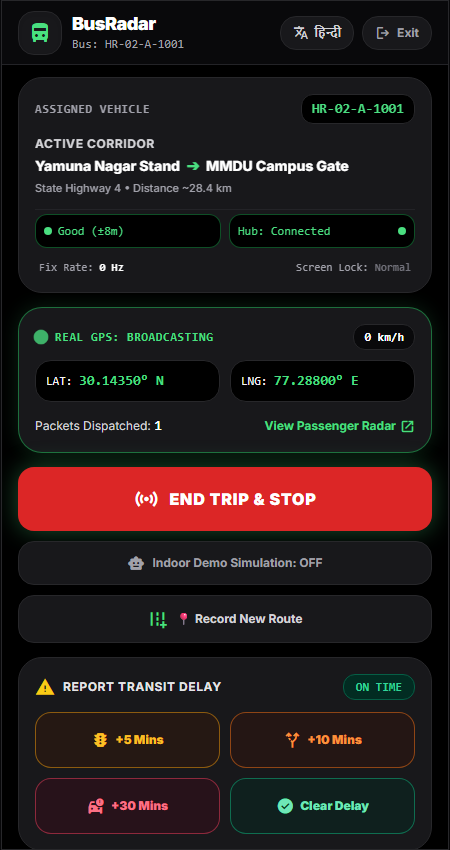 BusRadar
Bus: HR-02-A-1001
हिन्दी
Exit
ASSIGNED VEHICLE
HR-02-A-1001
ACTIVE CORRIDOR
Yamuna Nagar Stand ➔ MMDU Campus Gate
State Highway 4 • Distance ~28.4 km
Good (±8m)
Hub: Connected
Fix Rate: 0 Hz
Screen Lock: Normal
REAL GPS: BROADCASTING
0 km/h
LAT: 30.14350° N
LNG: 77.28800° E
Packets Dispatched: 1
View Passenger Radar
END TRIP & STOP
Indoor Demo Simulation: OFF
📍 Record New Route
REPORT TRANSIT DELAY
ON TIME
+5 Mins
+10 Mins
+30 Mins
Clear Delay